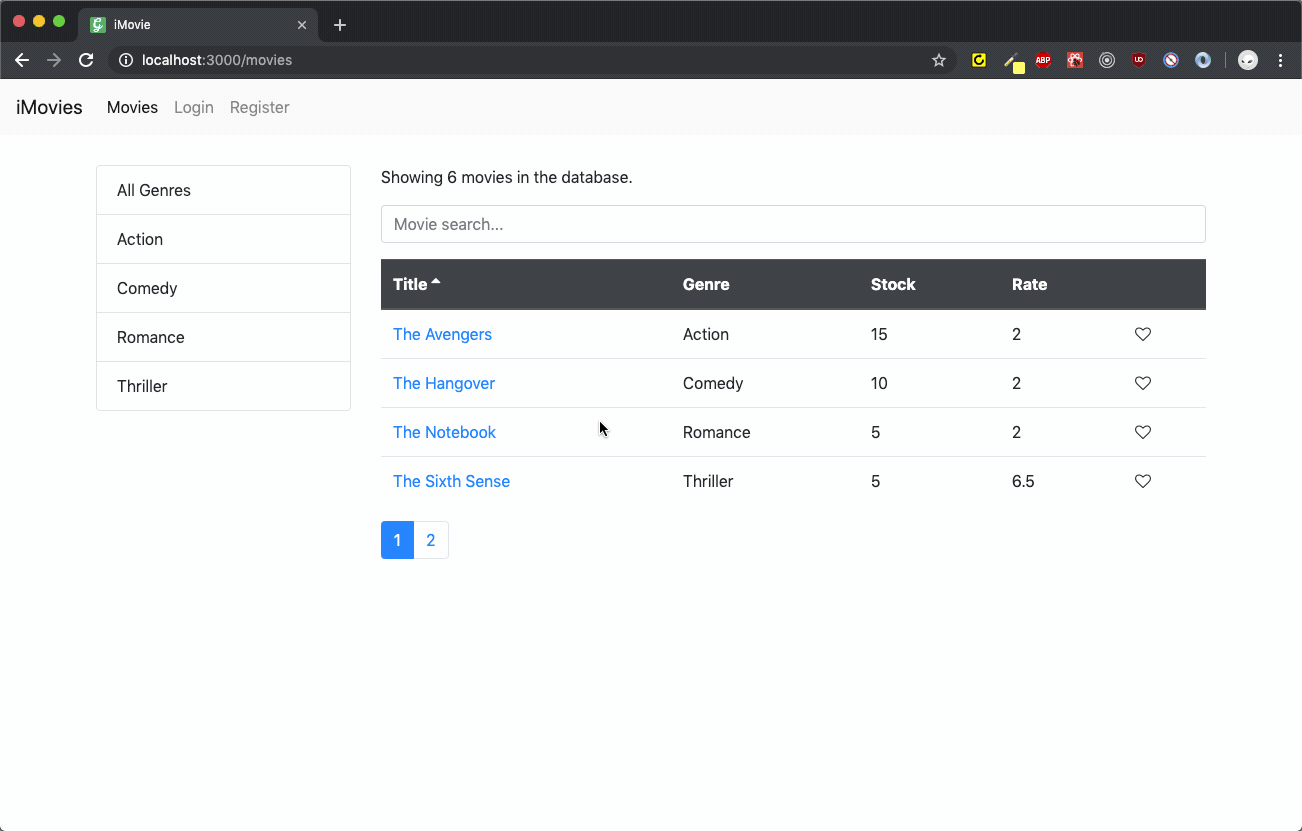 iMovie
localhost:3000/movies
ABP
UD
iMovies Movies Login Register
All Genres
Action
Comedy
Romance
Thriller
Showing 6 movies in the database.
Movie search...
Title Genre Stock Rate
The Avengers Action 15 2
The Hangover Comedy 10 2
The Notebook Romance 5 2
The Sixth Sense Thriller 5 6.5
1 2